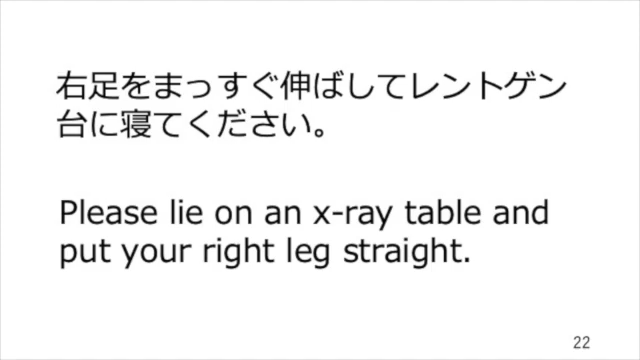 右足をまっすぐ伸ばしてレントゲン
台に寝てください。
Please lie on an x-ray table and
put your right leg straight.
22